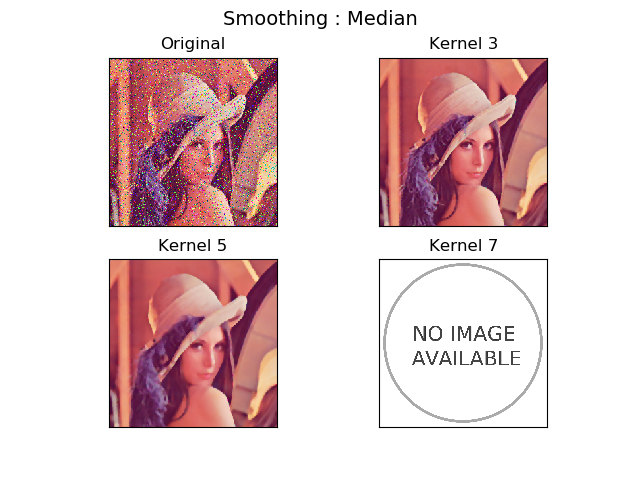 Smoothing : Median
Original
Kernel 3
Kernel 5
Kernel 7
NO IMAGE
AVAILABLE